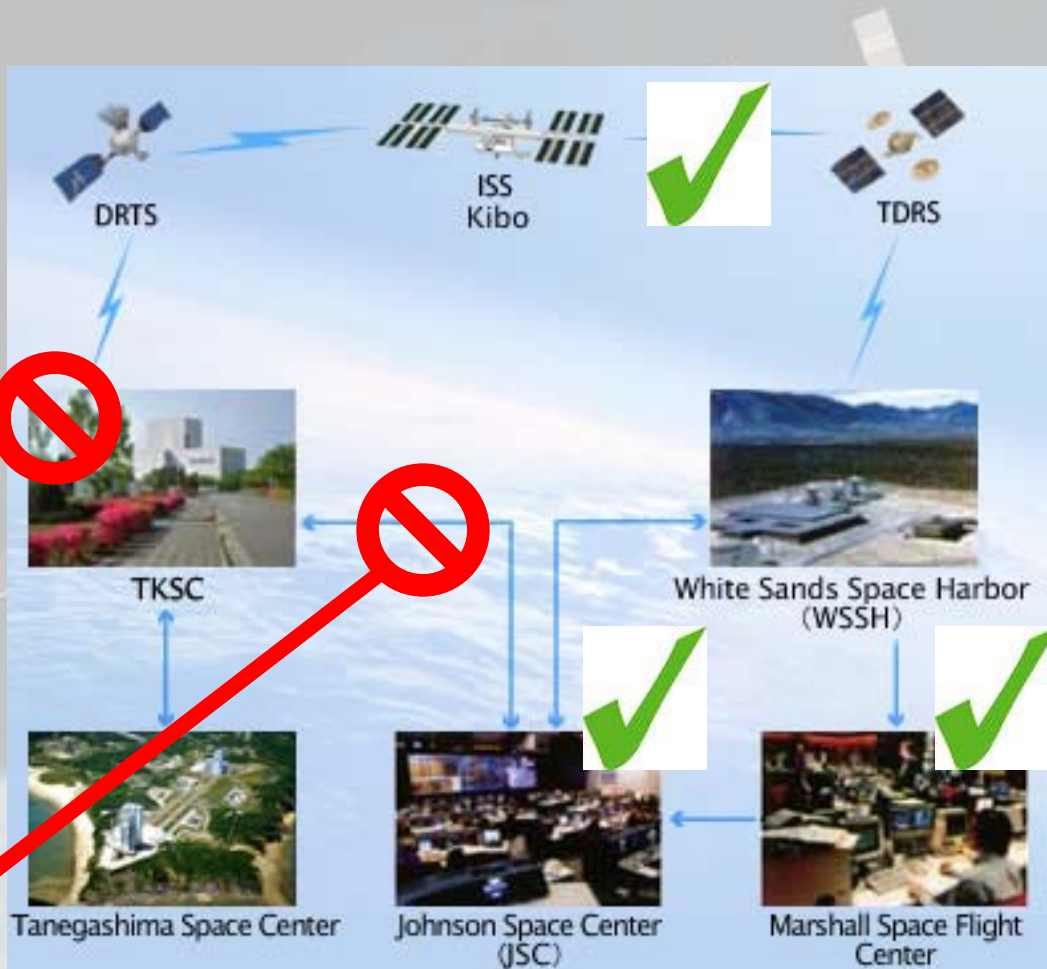 DRTS
ISS
Kibo
TDRS
TKSC
White Sands Space Harbor
(WSSH)
Tanegashima Space Center
Johnson Space Center
(JSC)
Marshall Space Flight
Center